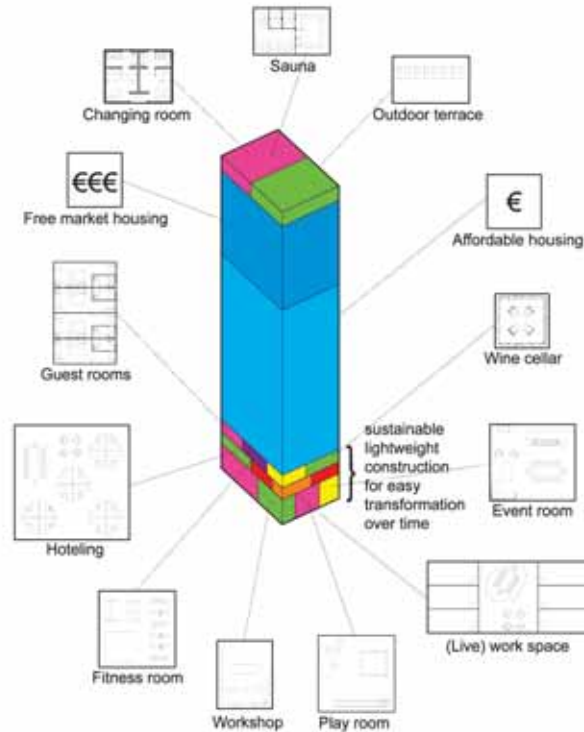 Sauna
Changing room
Outdoor terrace
€€€
Free market housing
€
Affordable housing
Guest rooms
Wine cellar
sustainable
lightweight
construction
for easy
transformation
over time
Hoteling
Event room
Fitness room
(Live) work space
Workshop
Play room